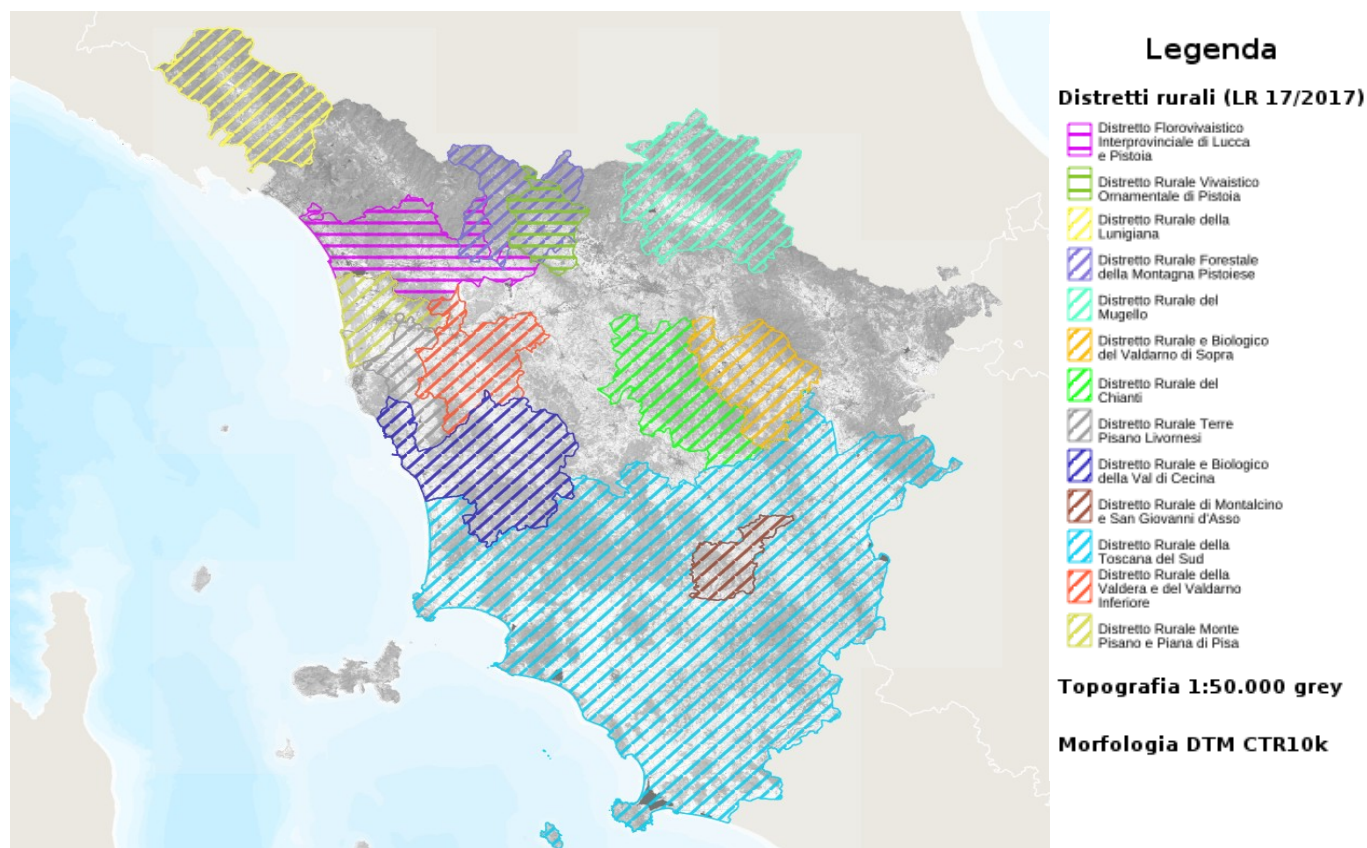 Legenda
Distretti rurali (LR 17/2017)
Distretto Florovivaistico
Interprovinciale di Lucca
e Pistoia
Distretto Rurale Vivaistico
Ornamentale di Pistoia
Distretto Rurale della
Lunigiana
Distretto Rurale Forestale
della Montagna Pistoiese
Distretto Rurale del
Mugello
Distretto Rurale e Biologico
del Valdarno di Sopra
Distretto Rurale del
Chianti
Distretto Rurale Terre
Pisano Livornesi
Distretto Rurale e Biologico
della Val di Cecina
Distretto Rurale di Montalcino
e San Giovanni d'Asso
Distretto Rurale della
Toscana del Sud
Distretto Rurale della
Valdera e del Valdarno
Inferiore
Distretto Rurale Monte
Pisano e Piana di Pisa
Topografia 1:50.000 grey
Morfologia DTM CTR10k